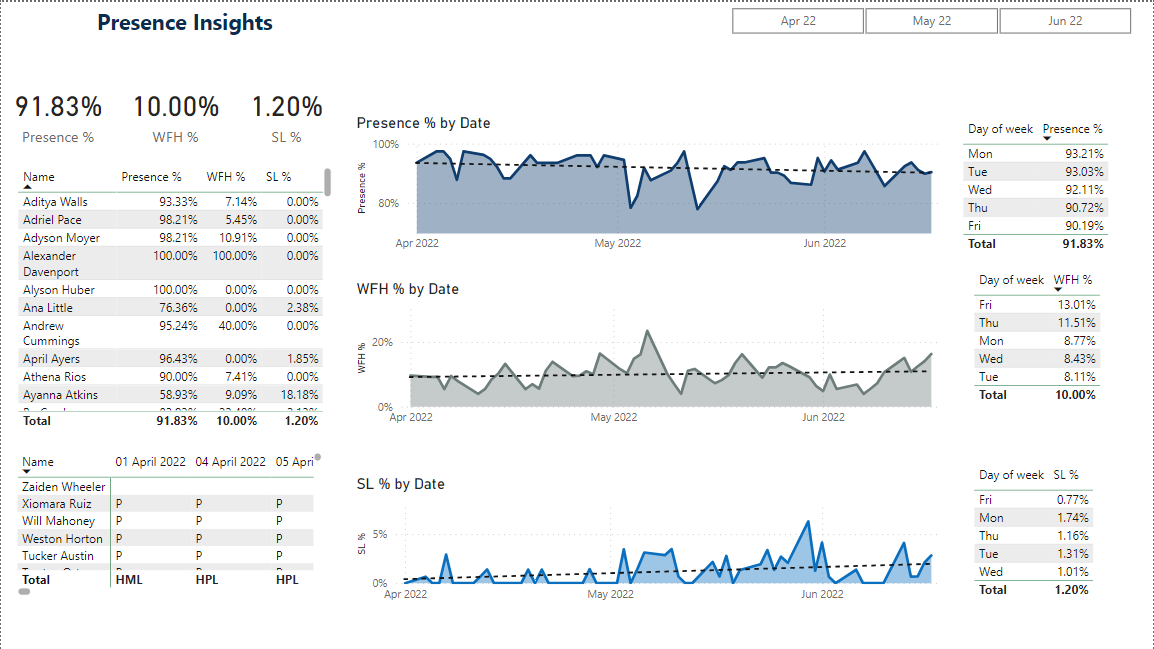 Presence Insights
Apr 22
May 22
Jun 22
91.83%
10.00%
1.20%
Presence %
WFH %
SL %
Name Presence % WFH % SL %
Aditya Walls 93.33% 7.14% 0.00%
Adriel Pace 98.21% 5.45% 0.00%
Adyson Moyer 98.21% 10.91% 0.00%
Alexander 100.00% 100.00% 0.00%
Davenport
Alyson Huber 100.00% 0.00% 0.00%
Ana Little 76.36% 0.00% 2.38%
Andrew 95.24% 40.00% 0.00%
Cummings
April Ayers 96.43% 0.00% 1.85%
Athena Rios 90.00% 7.41% 0.00%
Ayanna Atkins 58.93% 9.09% 18.18%
Total 91.83% 10.00% 1.20%
Name 01 April 2022 04 April 2022 05 Apri
Zaiden Wheeler
Xiomara Ruiz P P P
Will Mahoney P P P
Weston Horton P P P
Tucker Austin P P P
Total HML HPL HPL
Presence % by Date
Presence %
100%
80%
Apr 2022 May 2022 Jun 2022
WFH % by Date
WFH %
20%
0%
Apr 2022 May 2022 Jun 2022
SL % by Date
SL %
5%
0%
Apr 2022 May 2022 Jun 2022
Day of week Presence %
Mon 93.21%
Tue 93.03%
Wed 92.11%
Thu 90.72%
Fri 90.19%
Total 91.83%
Day of week WFH %
Fri 13.01%
Thu 11.51%
Mon 8.77%
Wed 8.43%
Tue 8.11%
Total 10.00%
Day of week SL %
Fri 0.77%
Mon 1.74%
Thu 1.16%
Tue 1.31%
Wed 1.01%
Total 1.20%